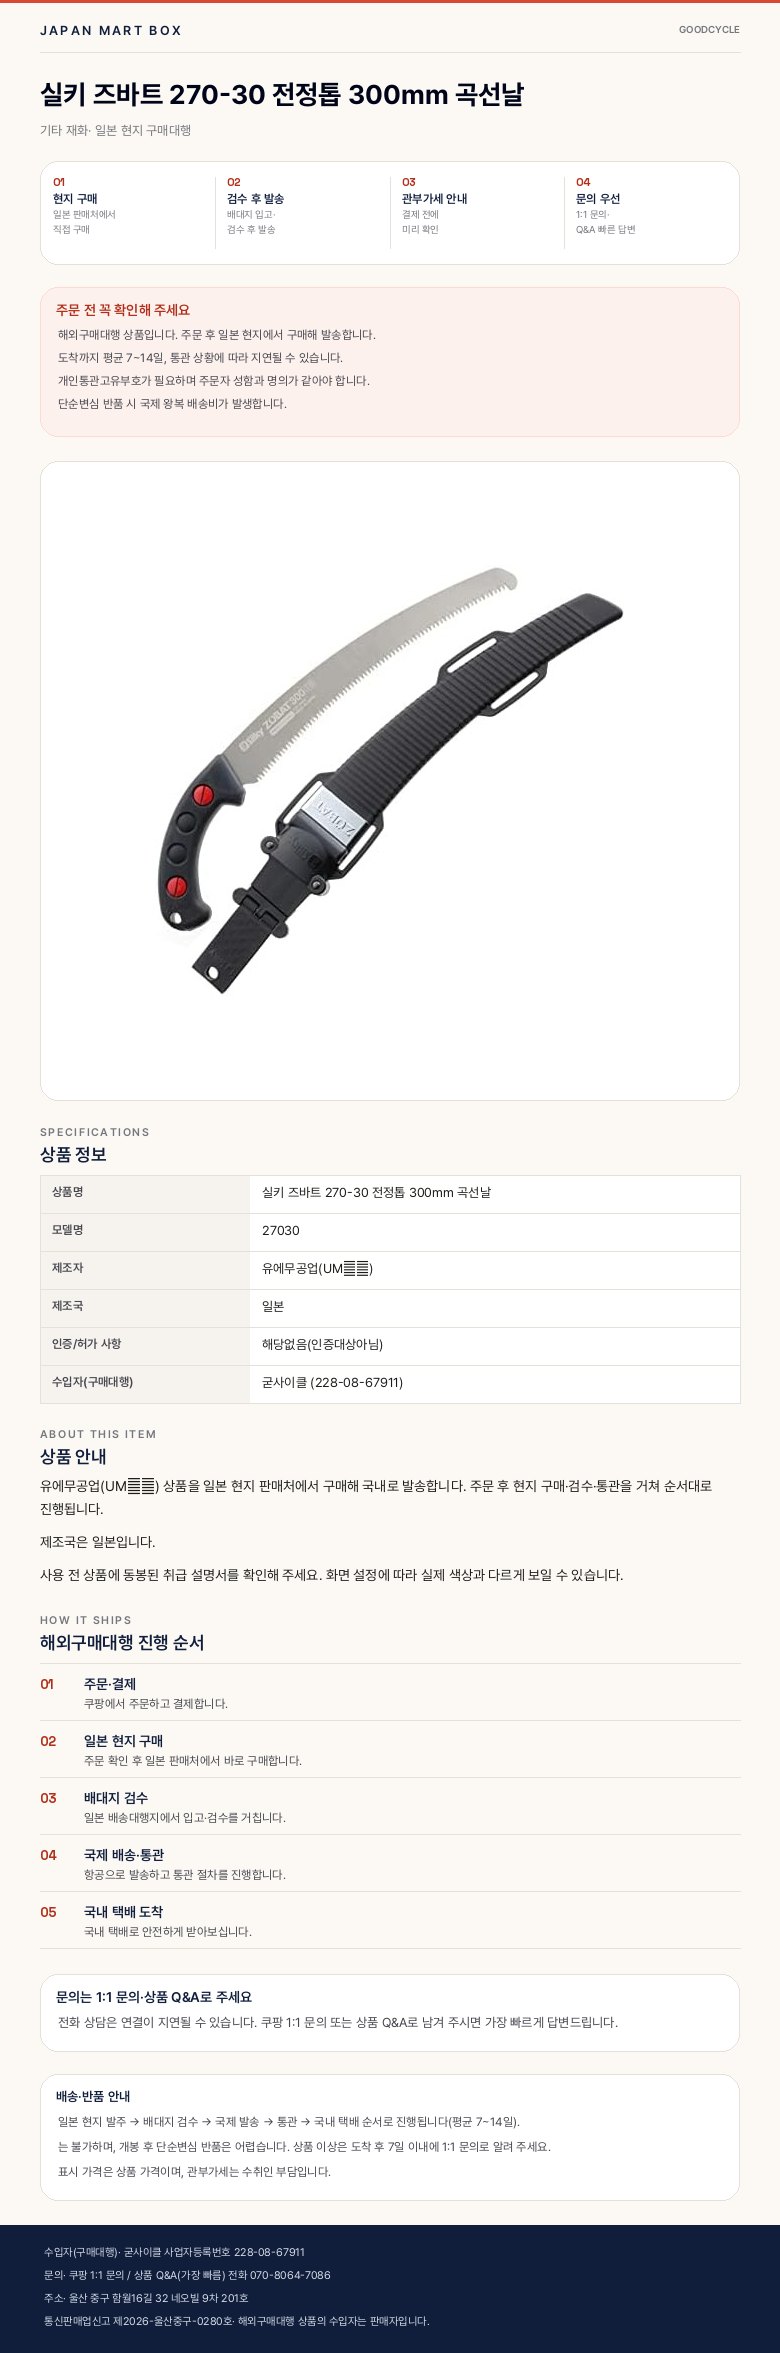 JAPAN MART BOX
GOODCYCLE
실키 즈바트 270-30 전정톱 300mm 곡선날
기타 재화· 일본 현지 구매대행
01
현지 구매
일본 판매처에서
직접 구매
02
검수 후 발송
배대지 입고·
검수 후 발송
03
관부가세 안내
결제 전에
미리 확인
04
문의 우선
1:1 문의·
Q&A 빠른 답변
주문 전 꼭 확인해 주세요
해외구매대행 상품입니다. 주문 후 일본 현지에서 구매해 발송합니다.
도착까지 평균 7~14일, 통관 상황에 따라 지연될 수 있습니다.
개인통관고유부호가 필요하며 주문자 성함과 명의가 같아야 합니다.
단순변심 반품 시 국제 왕복 배송비가 발생합니다.
Silky ZUBAT 300
ZUBAT
SPECIFICATIONS
상품 정보
상품명 실키 즈바트 270-30 전정톱 300mm 곡선날
모델명 27030
제조자 유에무공업(UM)
제조국 일본
인증/허가 사항 해당없음(인증대상아님)
수입자(구매대행) 굳사이클 (228-08-67911)
ABOUT THIS ITEM
상품 안내
유에무공업(UM) 상품을 일본 현지 판매처에서 구매해 국내로 발송합니다. 주문 후 현지 구매·검수·통관을 거쳐 순서대로
진행됩니다.
제조국은 일본입니다.
사용 전 상품에 동봉된 취급 설명서를 확인해 주세요. 화면 설정에 따라 실제 색상과 다르게 보일 수 있습니다.
HOW IT SHIPS
해외구매대행 진행 순서
01 주문·결제
쿠팡에서 주문하고 결제합니다.
02 일본 현지 구매
주문 확인 후 일본 판매처에서 바로 구매합니다.
03 배대지 검수
일본 배송대행지에서 입고·검수를 거칩니다.
04 국제 배송·통관
항공으로 발송하고 통관 절차를 진행합니다.
05 국내 택배 도착
국내 택배로 안전하게 받아보십니다.
문의는 1:1 문의·상품 Q&A로 주세요
전화 상담은 연결이 지연될 수 있습니다. 쿠팡 1:1 문의 또는 상품 Q&A로 남겨 주시면 가장 빠르게 답변드립니다.
배송·반품 안내
일본 현지 발주 → 배대지 검수 → 국제 발송 → 통관 → 국내 택배 순서로 진행됩니다(평균 7~14일).
는 불가하며, 개봉 후 단순변심 반품은 어렵습니다. 상품 이상은 도착 후 7일 이내에 1:1 문의로 알려 주세요.
표시 가격은 상품 가격이며, 관부가세는 수취인 부담입니다.
수입자(구매대행)· 굳사이클 사업자등록번호 228-08-67911
문의· 쿠팡 1:1 문의 / 상품 Q&A(가장 빠름) 전화 070-8064-7086
주소· 울산 중구 함월16길 32 네오빌 9차 201호
통신판매업신고 제2026-울산중구-0280호· 해외구매대행 상품의 수입자는 판매자입니다.